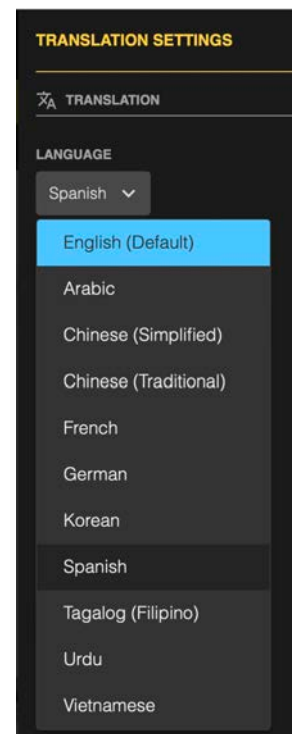 TRANSLATION SETTINGS
TRANSLATION
LANGUAGE
Spanish
English (Default)
Arabic
Chinese (Simplified)
Chinese (Traditional)
French
German
Korean
Spanish
Tagalog (Filipino)
Urdu
Vietnamese